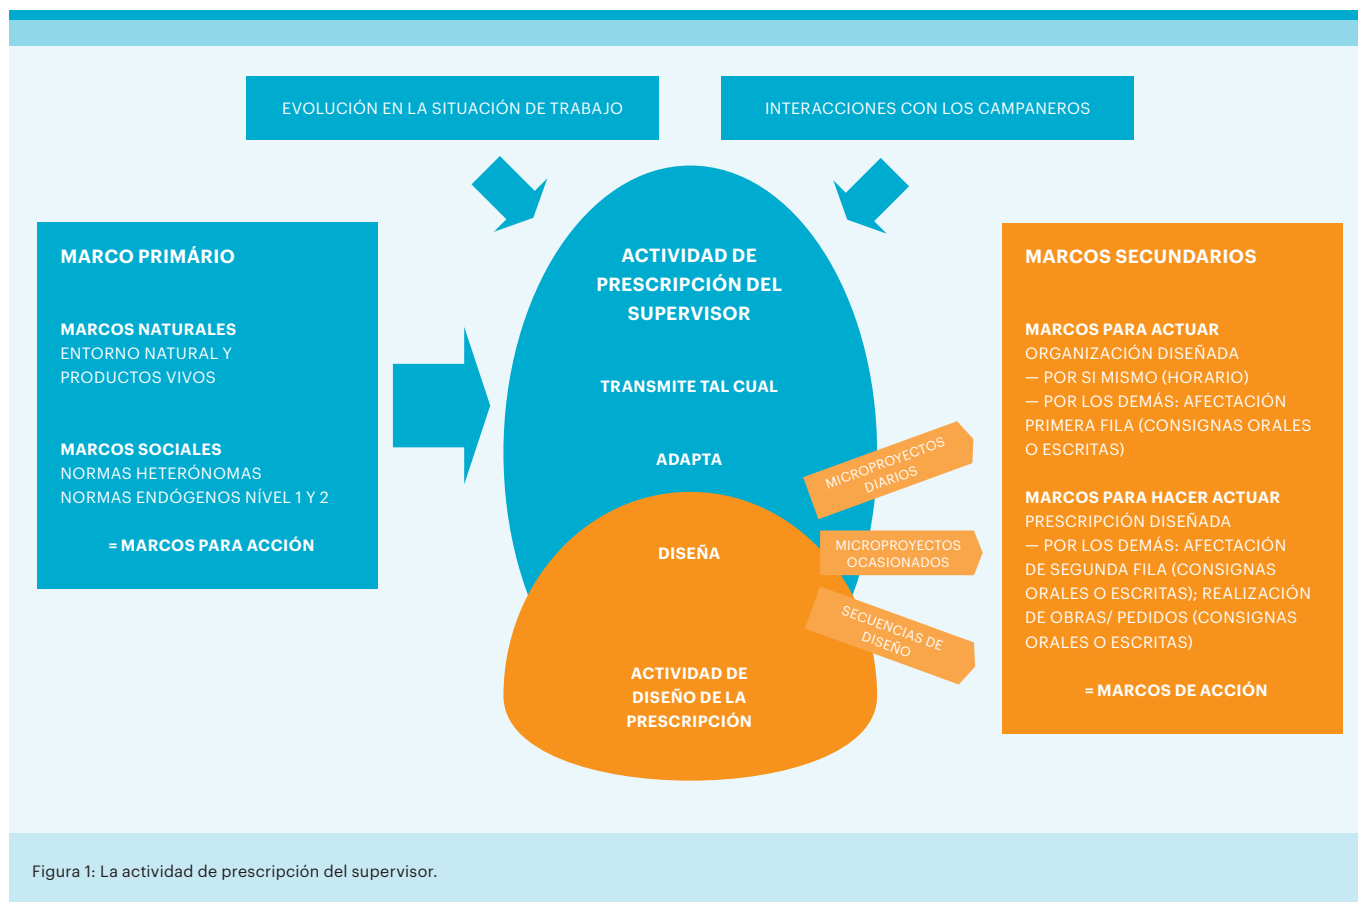 EVOLUCIÓN EN LA SITUACIÓN DE TRABAJO
INTERACCIONES CON LOS CAMPANEROS
MARCO PRIMÁRIO
MARCOS NATURALES
ENTORNO NATURAL Y
PRODUCTOS VIVOS
MARCOS SOCIALES
NORMAS HETERÓNOMAS
NORMAS ENDÓGENOS NÍVEL 1 Y 2
= MARCOS PARA ACCIÓN
ACTIVIDAD DE
PRESCRIPCIÓN DEL
SUPERVISOR
TRANSMITE TAL CUAL
ADAPTA
DISEÑA
ACTIVIDAD DE
DISEÑO DE LA
PRESCRIPCIÓN
MICROPROYECTOS
DIARIOS
MICROPROYECTOS
OCASIONADOS
SECUENCIAS DE
DISEÑO
MARCOS SECUNDARIOS
MARCOS PARA ACTUAR
ORGANIZACIÓN DISEÑADA
— POR SI MISMO (HORARIO)
— POR LOS DEMÁS: AFECTACIÓN
PRIMERA FILA (CONSIGNAS ORALES
O ESCRITAS)
MARCOS PARA HACER ACTUAR
PRESCRIPCIÓN DISEÑADA
— POR LOS DEMÁS: AFECTACIÓN
DE SEGUNDA FILA (CONSIGNAS
ORALES O ESCRITAS); REALIZACIÓN
DE OBRAS/ PEDIDOS (CONSIGNAS
ORALES O ESCRITAS)
= MARCOS DE ACCIÓN
Figura 1: La actividad de prescripción del supervisor.